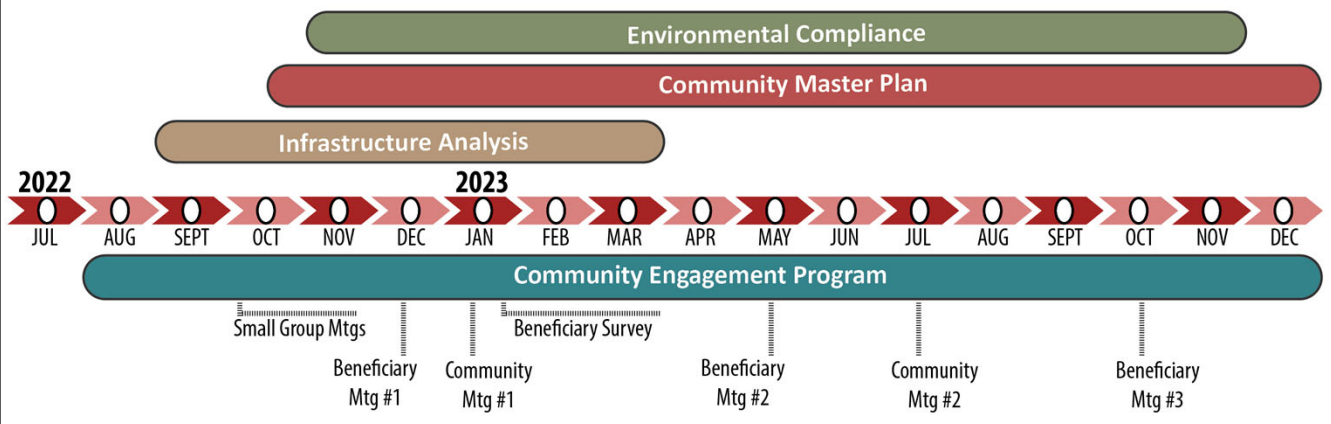 Environmental Compliance
Community Master Plan
Infrastructure Analysis
2022 2023
JUL AUG SEPT OCT NOV DEC JAN FEB MAR APR MAY JUN JUL AUG SEPT OCT NOV DEC
Community Engagement Program
Small Group Mtgs
Beneficiary Survey
Beneficiary
Mtg #1
Community
Mtg #1
Beneficiary
Mtg #2
Community
Mtg #2
Beneficiary
Mtg #3